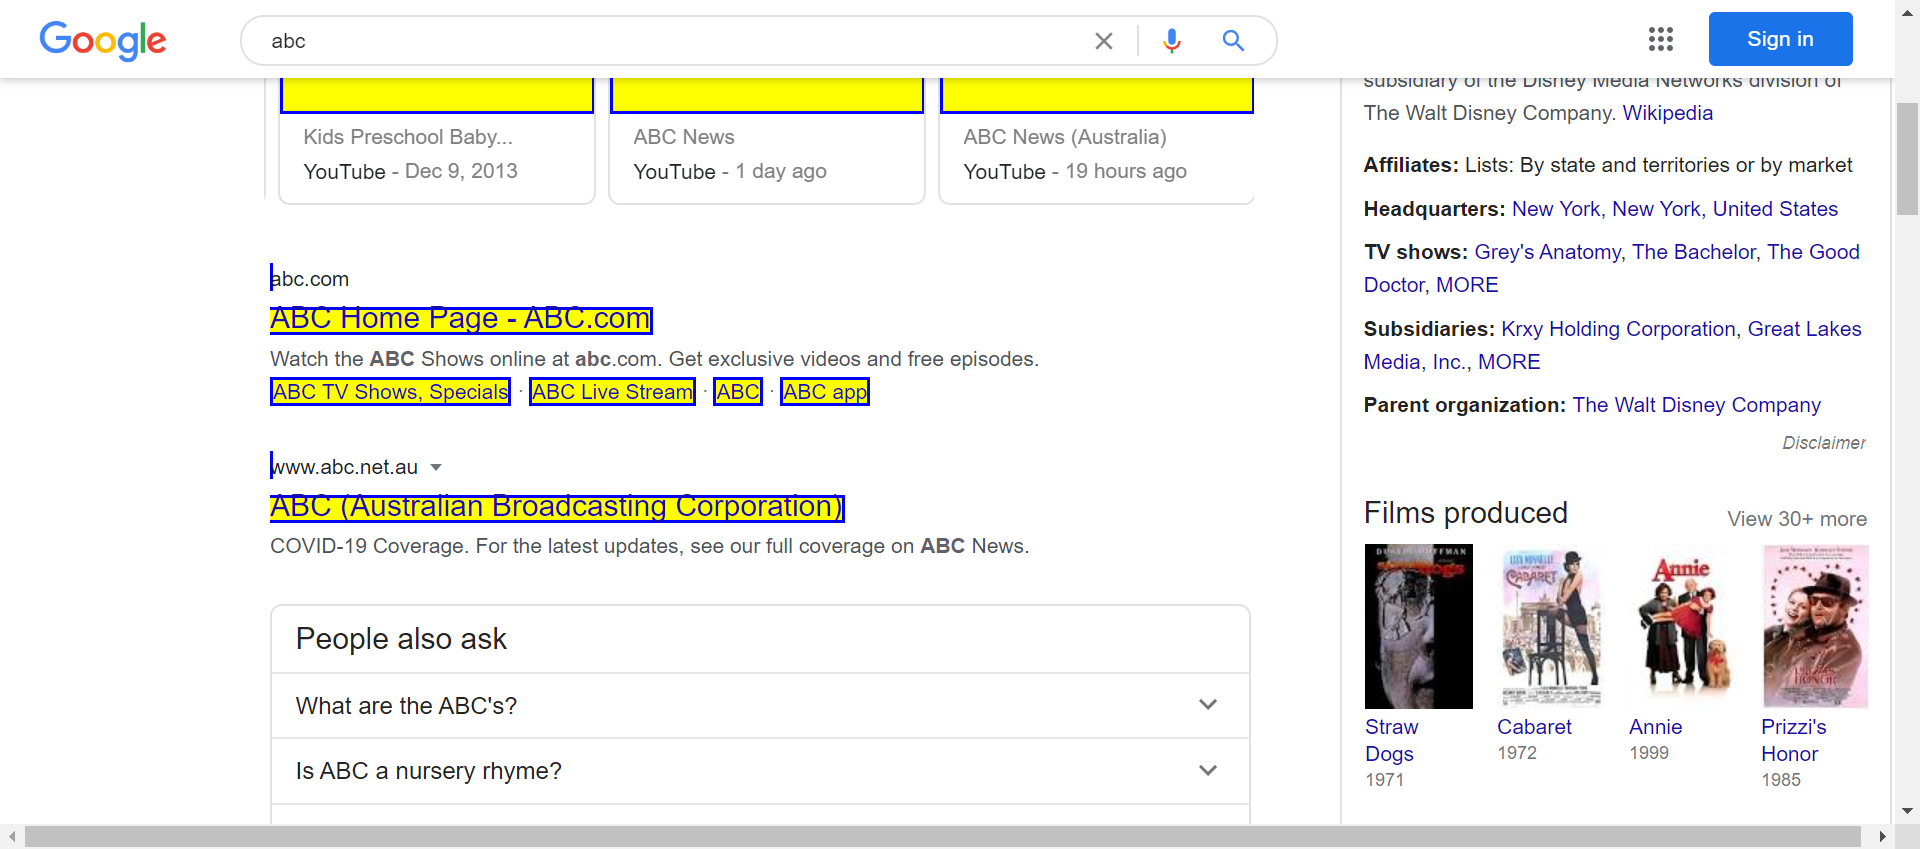 Google
abc
Sign in
Kids Preschool Baby...
YouTube - Dec 9, 2013
ABC News
YouTube - 1 day ago
ABC News (Australia)
YouTube - 19 hours ago
abc.com
ABC Home Page - ABC.com
Watch the ABC Shows online at abc.com. Get exclusive videos and free episodes.
ABC TV Shows, Specials · ABC Live Stream · ABC · ABC app
www.abc.net.au
ABC (Australian Broadcasting Corporation)
COVID-19 Coverage. For the latest updates, see our full coverage on ABC News.
People also ask
What are the ABC's?
Is ABC a nursery rhyme?
subsidiary of the Disney Media Networks division of
The Walt Disney Company. Wikipedia
Affiliates: Lists: By state and territories or by market
Headquarters: New York, New York, United States
TV shows: Grey's Anatomy, The Bachelor, The Good
Doctor, MORE
Subsidiaries: Krxy Holding Corporation, Great Lakes
Media, Inc., MORE
Parent organization: The Walt Disney Company
Disclaimer
Films produced
View 30+ more
CABARET
Annie
Straw
Dogs
1971
Cabaret
1972
Annie
1999
Prizzi's
Honor
1985